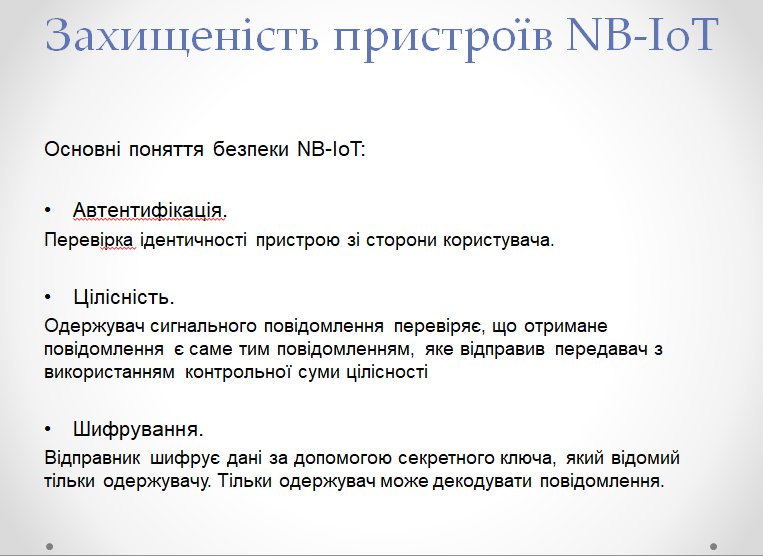 Захищеність пристроїв NB-IoT
Основні поняття безпеки NB-IoT:
• Автентифікація.
Перевірка ідентичності пристрою зі сторони користувача.
• Цілісність.
Одержувач сигнального повідомлення перевіряє, що отримане
повідомлення є саме тим повідомленням, яке відправив передавач з
використанням контрольної суми цілісності
• Шифрування.
Відправник шифрує дані за допомогою секретного ключа, який відомий
тільки одержувачу. Тільки одержувач може декодувати повідомлення.